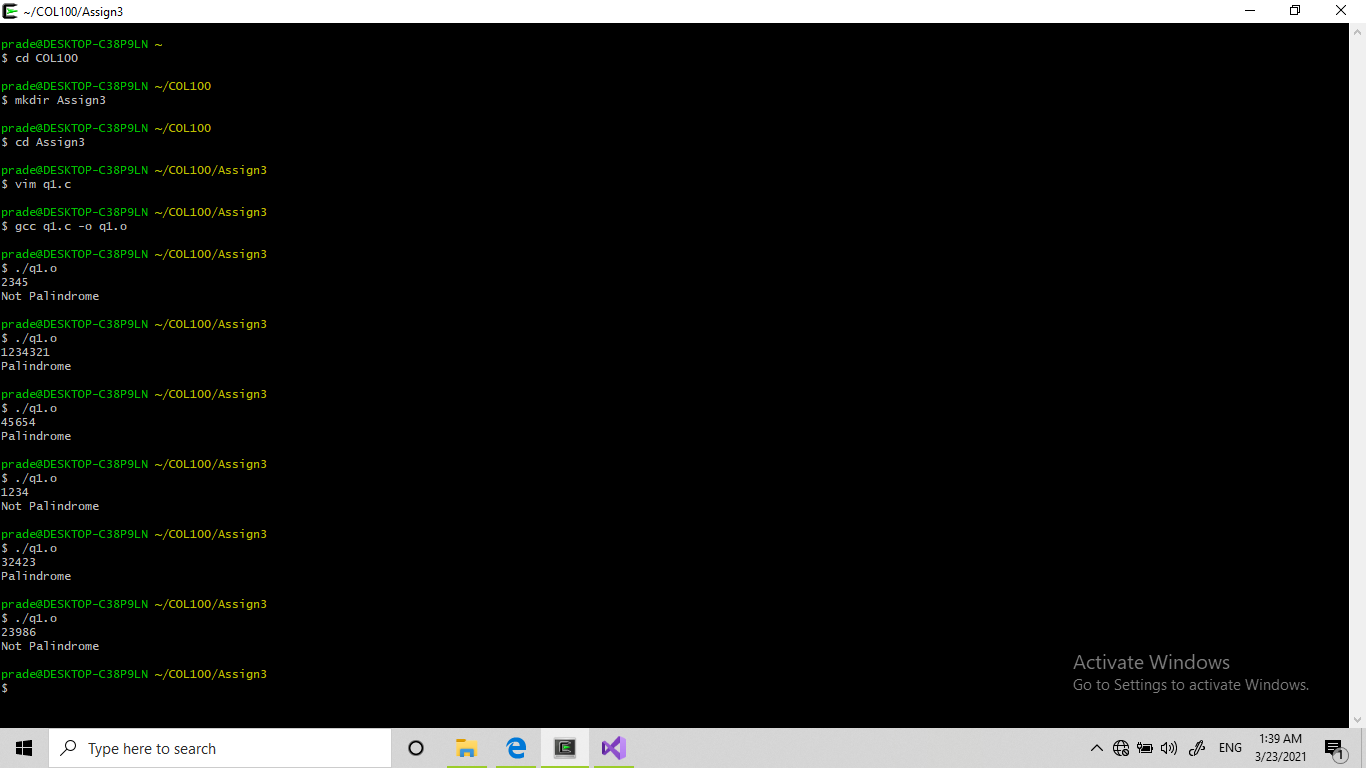 ~/COL100/Assign3
prade@DESKTOP-C38P9LN ~
$ cd COL100
prade@DESKTOP-C38P9LN ~/COL100
$ mkdir Assign3
prade@DESKTOP-C38P9LN ~/COL100
$ cd Assign3
prade@DESKTOP-C38P9LN ~/COL100/Assign3
$ vim q1.c
prade@DESKTOP-C38P9LN ~/COL100/Assign3
$ gcc q1.c -o q1.o
prade@DESKTOP-C38P9LN ~/COL100/Assign3
$ ./q1.o
2345
Not Palindrome
prade@DESKTOP-C38P9LN ~/COL100/Assign3
$ ./q1.o
1234321
Palindrome
prade@DESKTOP-C38P9LN ~/COL100/Assign3
$ ./q1.o
45654
Palindrome
prade@DESKTOP-C38P9LN ~/COL100/Assign3
$ ./q1.o
1234
Not Palindrome
prade@DESKTOP-C38P9LN ~/COL100/Assign3
$ ./q1.o
32423
Palindrome
prade@DESKTOP-C38P9LN ~/COL100/Assign3
$ ./q1.o
23986
Not Palindrome
prade@DESKTOP-C38P9LN ~/COL100/Assign3
$
Activate Windows
Go to Settings to activate Windows.
Type here to search
ENG
1:39 AM
3/23/2021
1